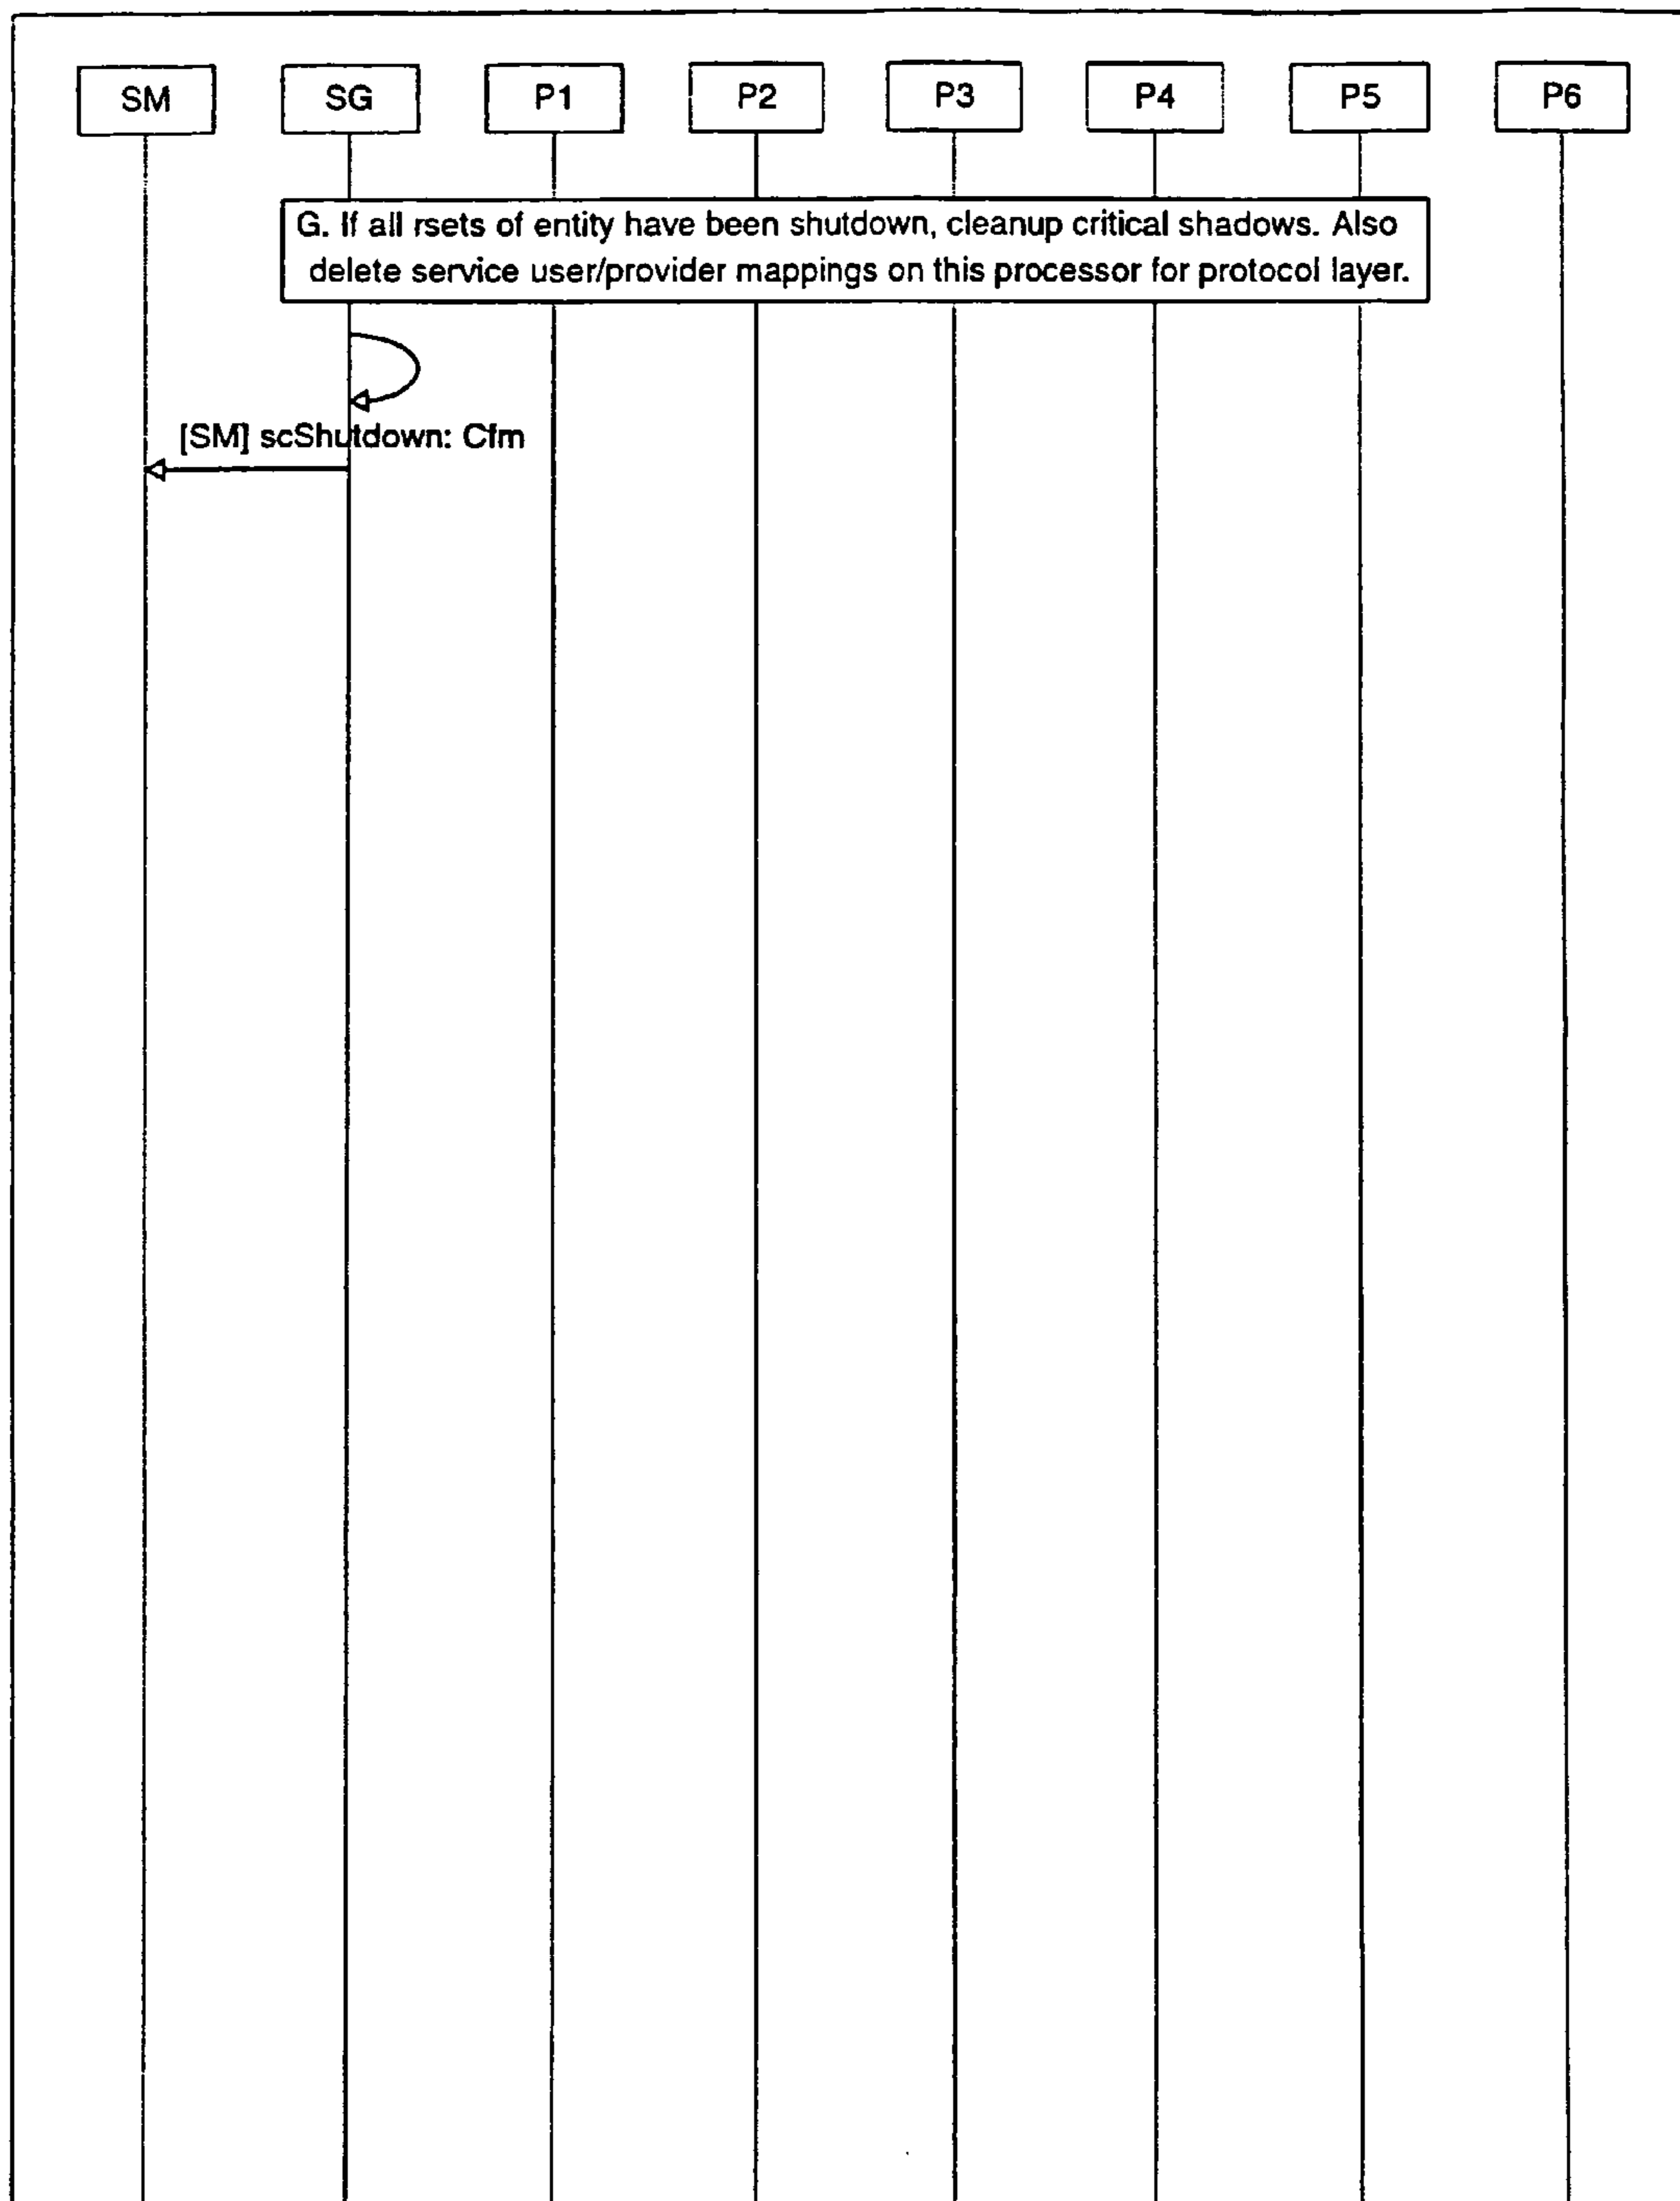 SM SG P1 P2 P3 P4 P5 P6
G. If all rsets of entity have been shutdown, cleanup critical shadows. Also
delete service user/provider mappings on this processor for protocol layer.
[SM] scShutdown: Cfm